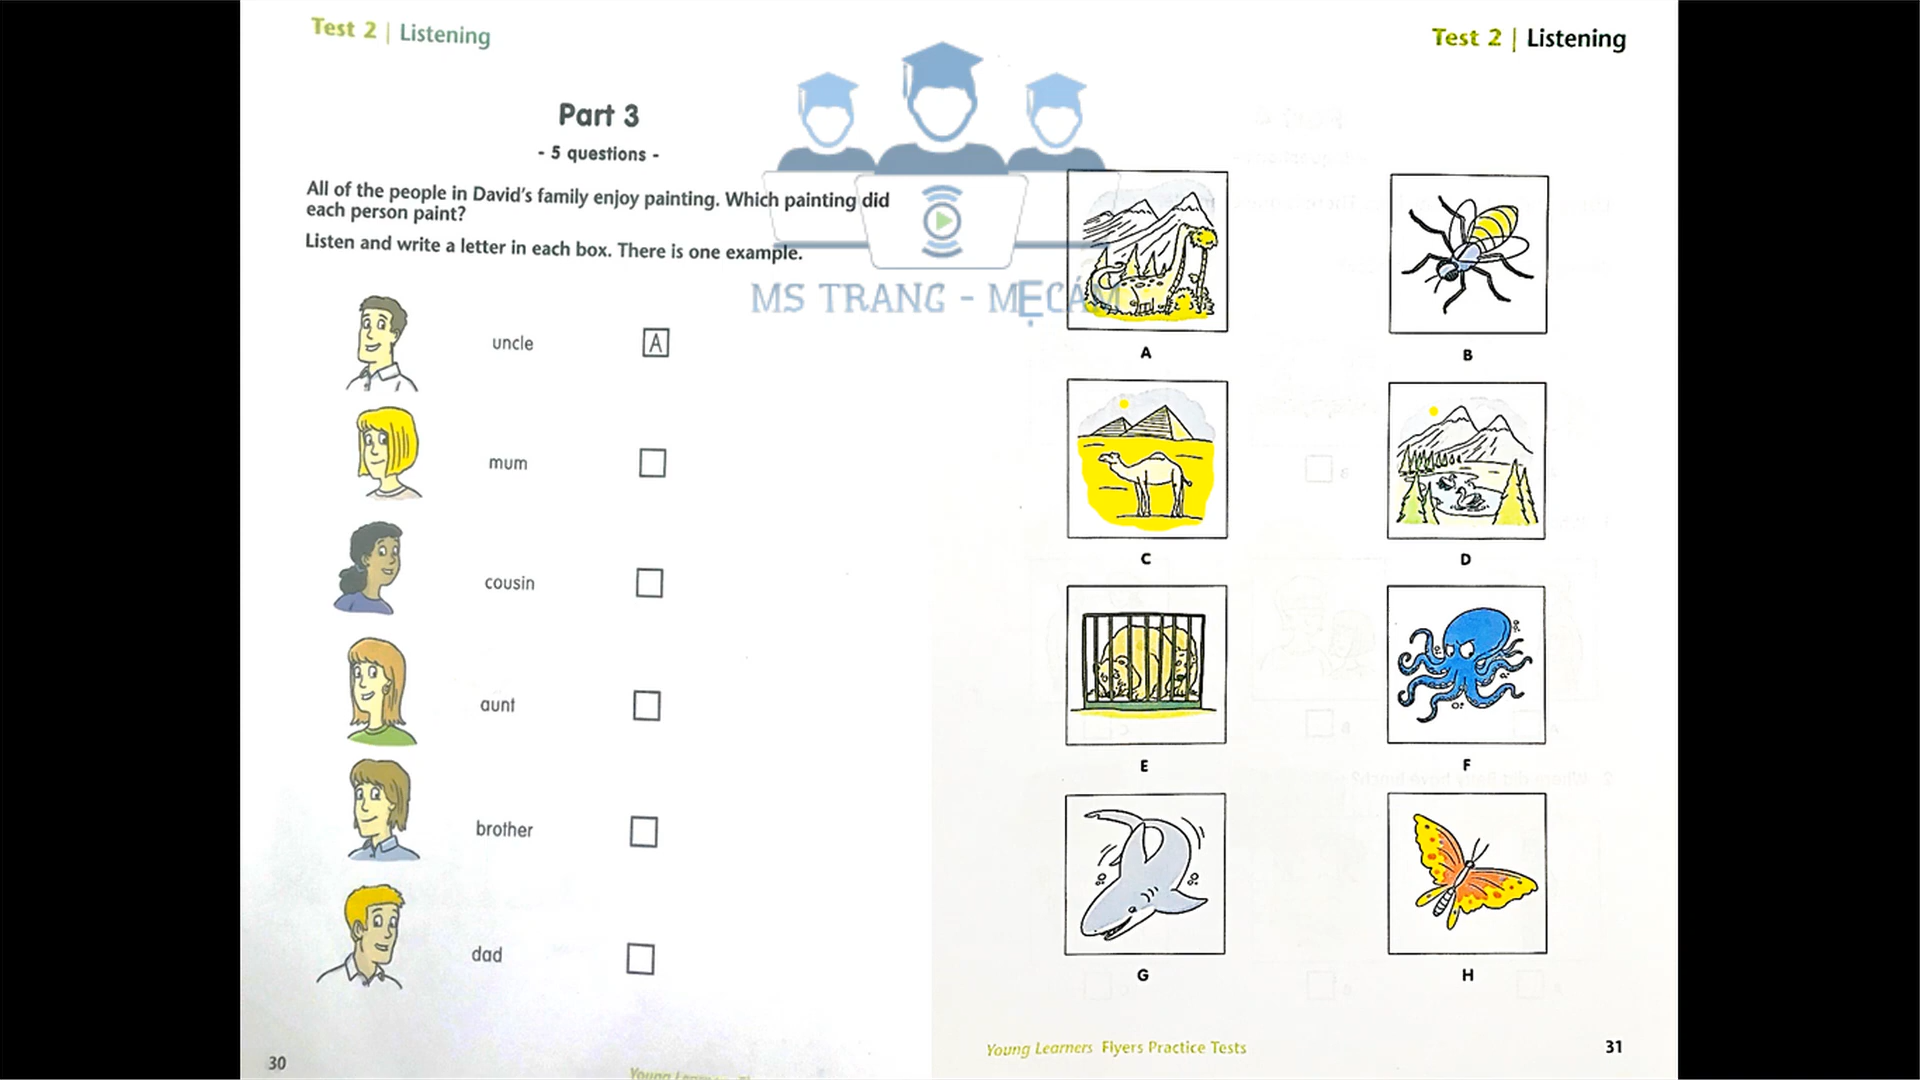 Test 2 | Listening
Part 3
- 5 questions -
All of the people in David's family enjoy painting. Which painting did
each person paint?
Listen and write a letter in each box. There is one example.
uncle A
mum
cousin
aunt
brother
dad
30
Test 2 | Listening
MS TRANG - MẸCÁM
A
B
C
D
E
F
G
H
Young Learners Flyers Practice Tests
31